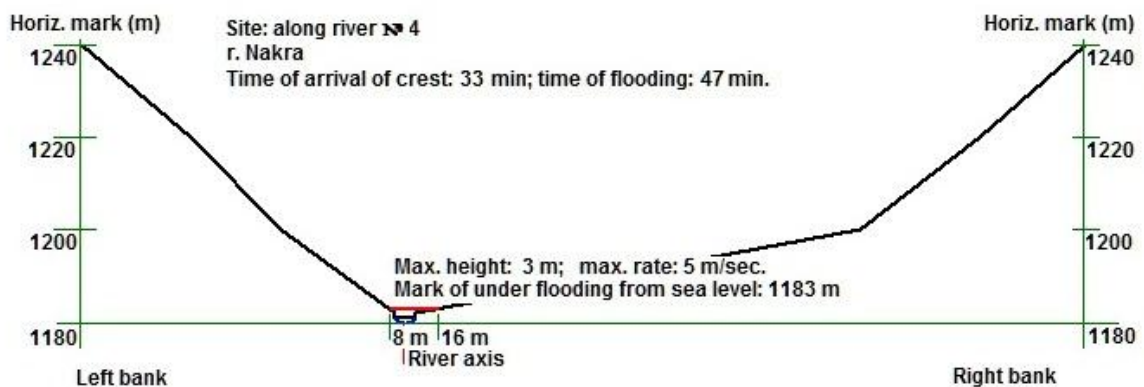 Horiz. mark (m)
Site: along river № 4
Horiz. mark (m)
1240
r. Nakra
1240
Time of arrival of crest: 33 min; time of flooding: 47 min.
1220
1220
1200
1200
Max. height: 3 m; max. rate: 5 m/sec.
Mark of under flooding from sea level: 1183 m
1180
8 m
16 m
1180
River axis
Left bank
Right bank